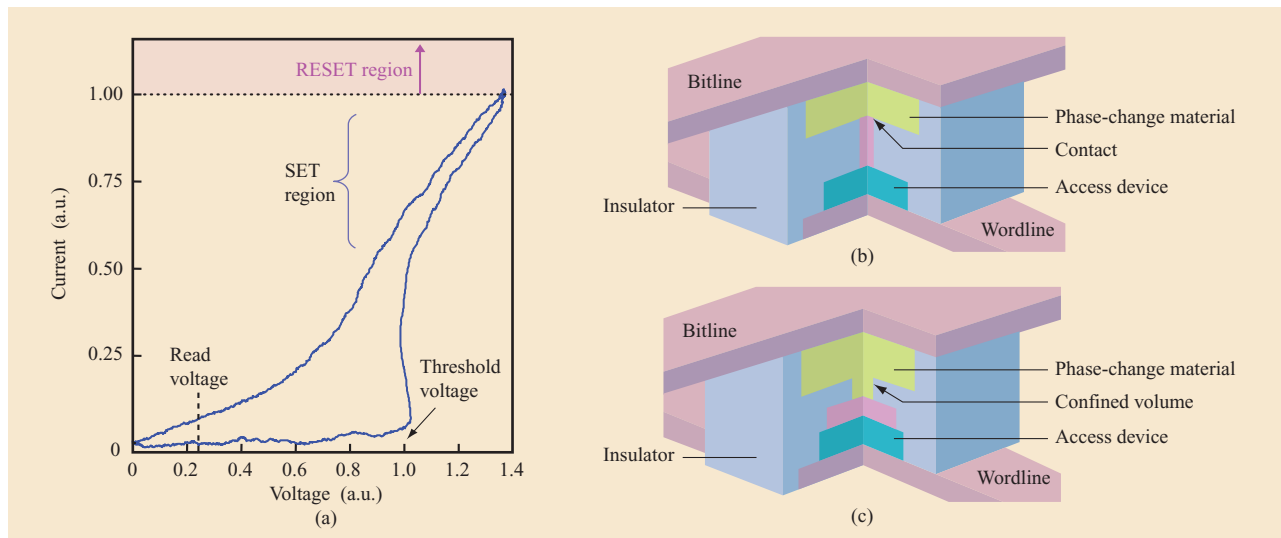 RESET region
1.00
SET
region
0.75
Current (a.u.)
0.50
Read
voltage
0.25
Threshold
voltage
0
0 0.2 0.4 0.6 0.8 1.0 1.2 1.4
Voltage (a.u.)
(a)
Bitline
Phase-change material
Contact
Access device
Insulator
Wordline
(b)
Bitline
Phase-change material
Confined volume
Access device
Insulator
Wordline
(c)